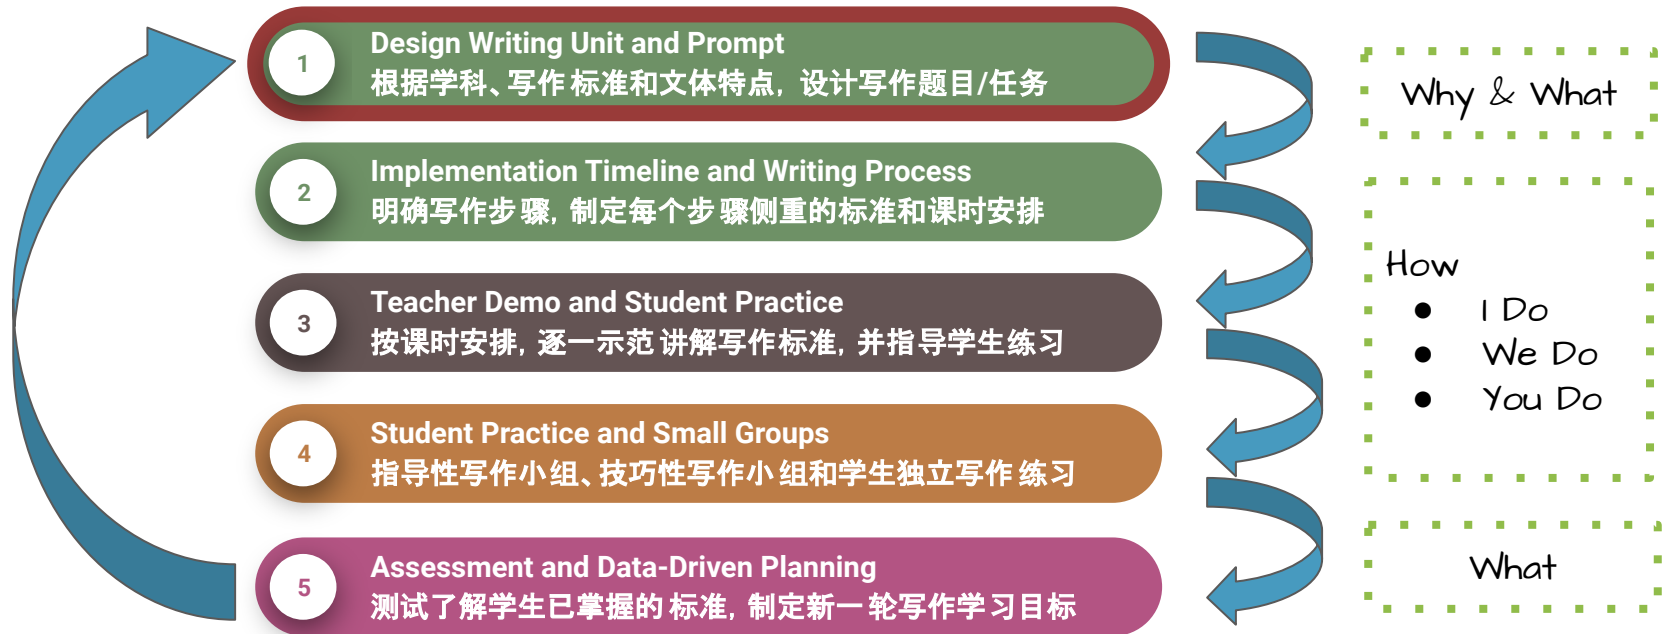 1
Design Writing Unit and Prompt
根据学科、写作标准和文体特点，设计写作题目/任务
2
Implementation Timeline and Writing Process
明确写作步骤，制定每个步骤侧重的标准和课时安排
3
Teacher Demo and Student Practice
按课时安排，逐一示范讲解写作标准，并指导学生练习
4
Student Practice and Small Groups
指导性写作小组、技巧性写作小组和学生独立写作练习
5
Assessment and Data-Driven Planning
测试了解学生已掌握的标准，制定新一轮写作学习目标
Why & What
How
● I Do
● We Do
● You Do
What